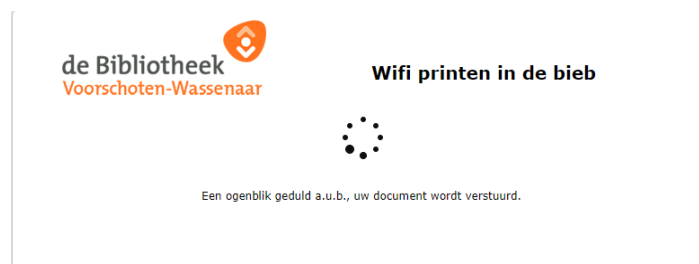 de Bibliotheek
Voorschoten-Wassenaar
Wifi printen in de bieb
Een ogenblik geduld a.u.b., uw document wordt verstuurd.